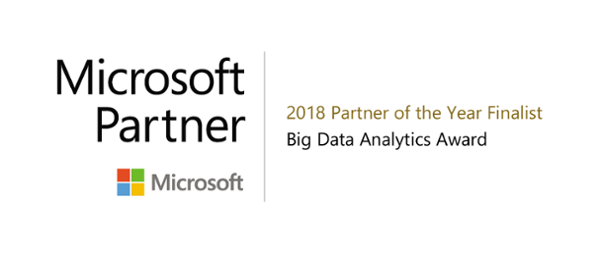 Microsoft
Partner
Microsoft
2018 Partner of the Year Finalist
Big Data Analytics Award